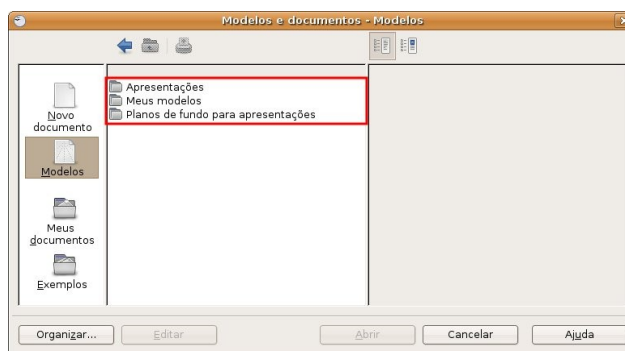 Modelos e documentos - Modelos
Novo
documento
Modelos
Meus
documentos
Exemplos
Apresentações
Meus modelos
Planos de fundo para apresentações
Organizar...
Editar
Abrir
Cancelar
Ajuda